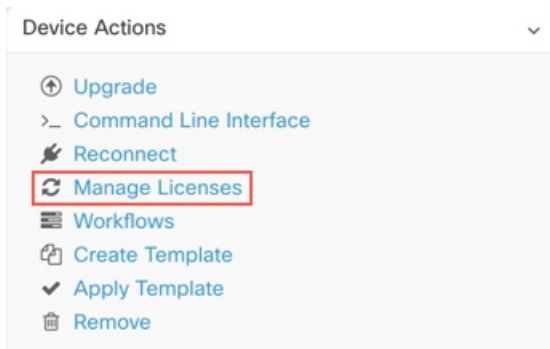 Device Actions
Upgrade
Command Line Interface
Reconnect
Manage Licenses
Workflows
Create Template
Apply Template
Remove